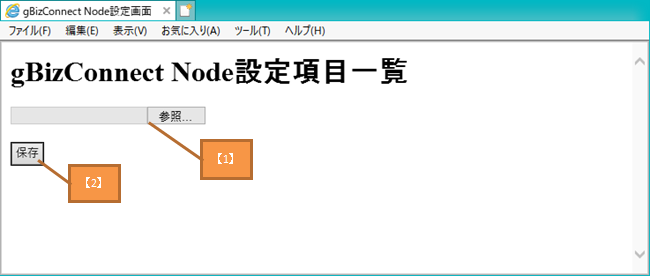 gBizConnect Node設定画面
ファイル(F) 編集(E) 表示(V) お気に入り(A) ツール(T) ヘルプ(H)
gBizConnect Node設定項目一覧
参照...
【1】
保存
【2】